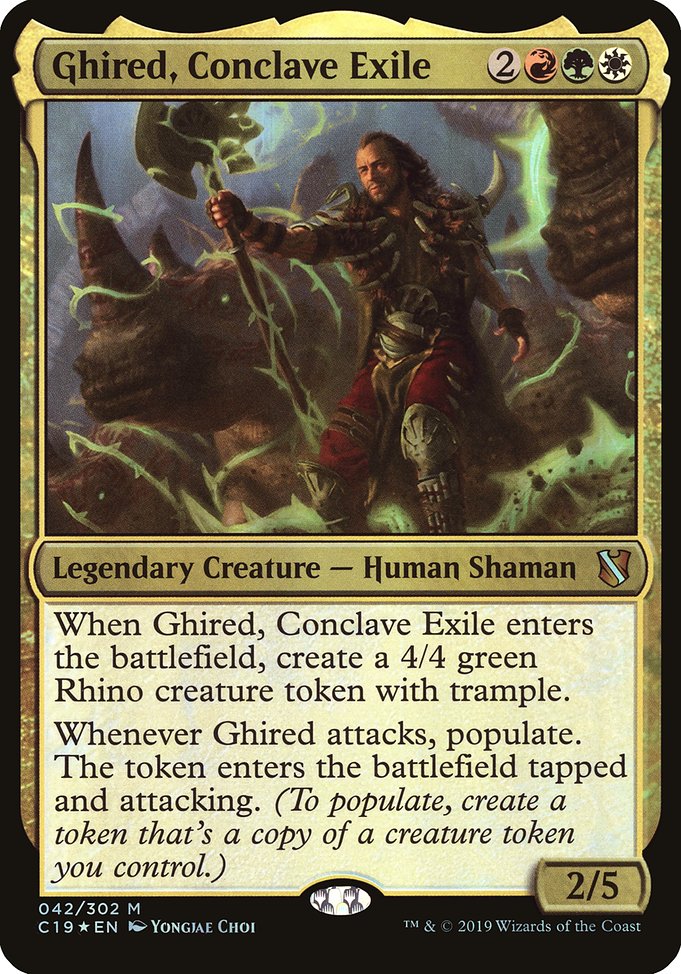 Ghired, Conclave Exile 2
Legendary Creature — Human Shaman
When Ghired, Conclave Exile enters
the battlefield, create a 4/4 green
Rhino creature token with trample.
Whenever Ghired attacks, populate.
The token enters the battlefield tapped
and attacking. (To populate, create a
token that's a copy of a creature token
you control.)
2/5
042/302 M
C19★EN Yongjae Choi
™ & © 2019 Wizards of the Coast